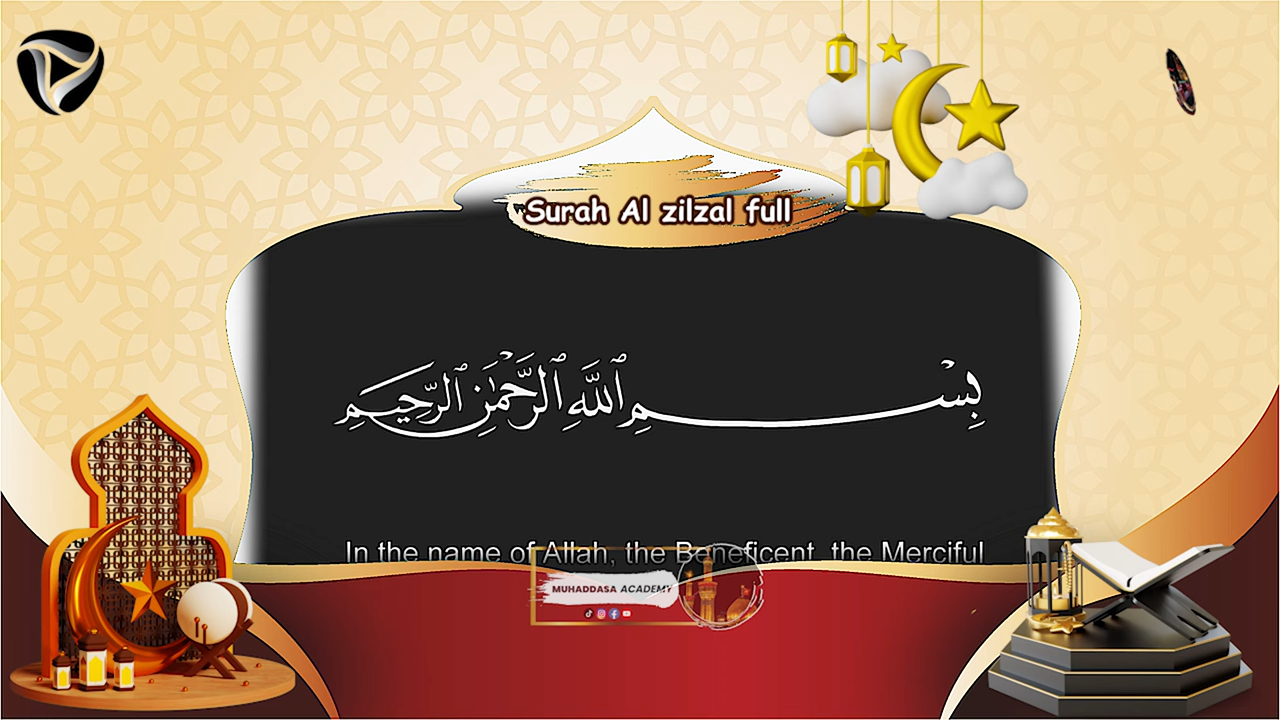 Surah Al zilzal full
بِسْمِ ٱللَّهِ ٱلرَّحْمَٰنِ ٱلرَّحِيمِ
In the name of Allah, the Beneficent, the Merciful
MUHADDASA ACADEMY